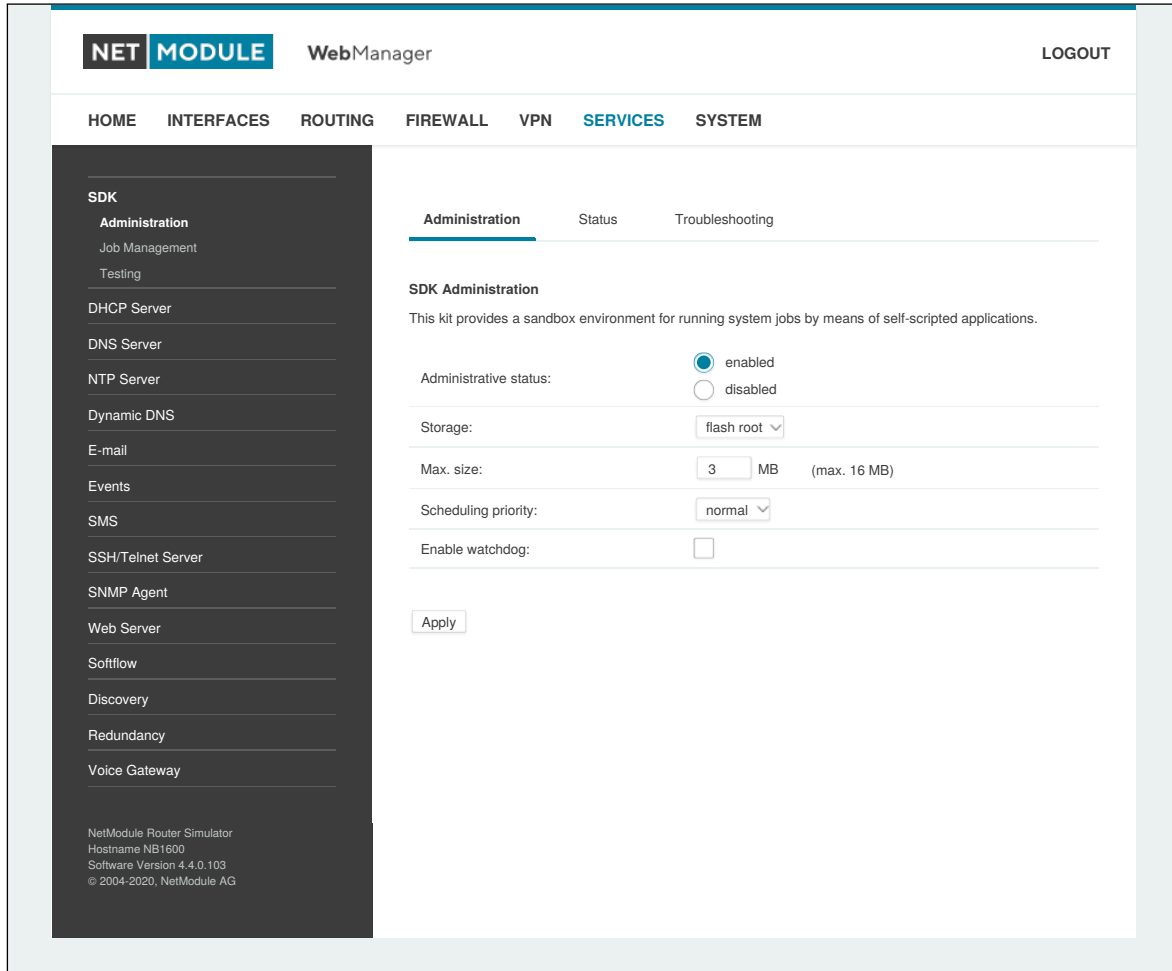 NET MODULE WebManager LOGOUT
HOME INTERFACES ROUTING FIREWALL VPN SERVICES SYSTEM
SDK
Administration
Job Management
Testing
DHCP Server
DNS Server
NTP Server
Dynamic DNS
E-mail
Events
SMS
SSH/Telnet Server
SNMP Agent
Web Server
Softflow
Discovery
Redundancy
Voice Gateway
NetModule Router Simulator
Hostname NB1600
Software Version 4.4.0.103
© 2004-2020, NetModule AG
Administration Status Troubleshooting
SDK Administration
This kit provides a sandbox environment for running system jobs by means of self-scripted applications.
Administrative status:
enabled
disabled
Storage: flash root
Max. size: 3 MB (max. 16 MB)
Scheduling priority: normal
Enable watchdog:
Apply